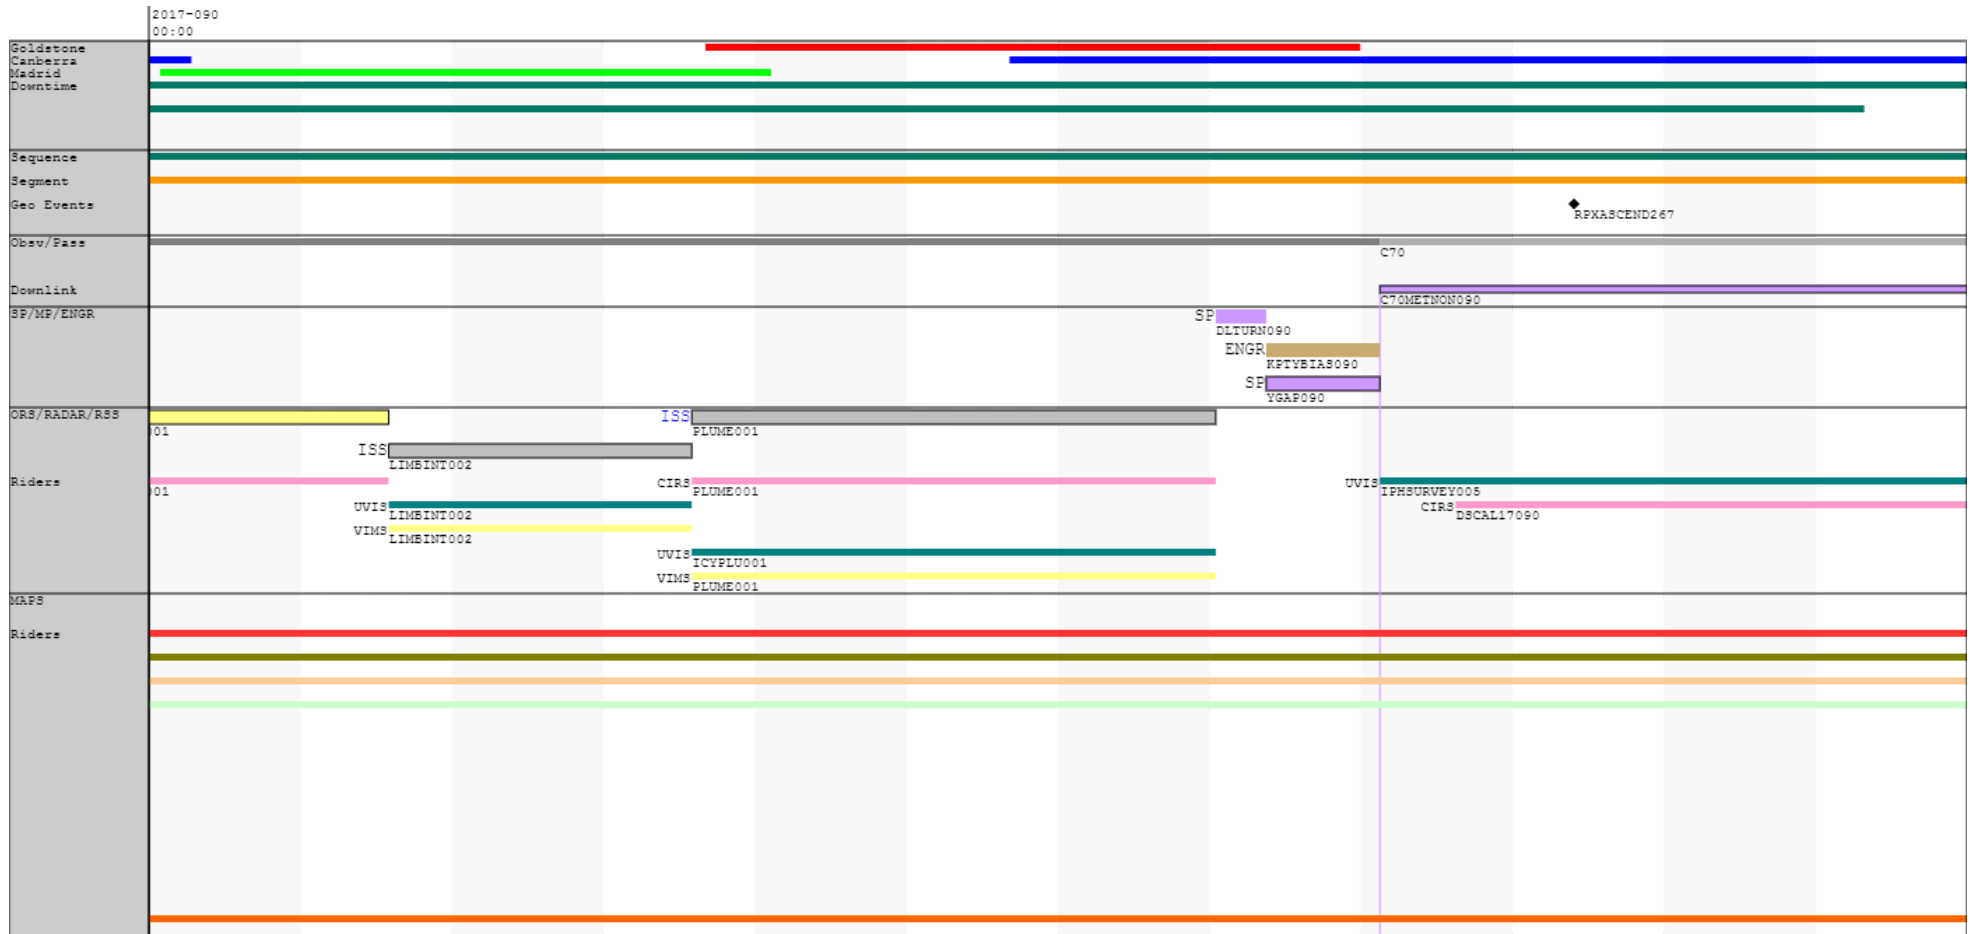 2017-090
00:00
Goldstone
Canberra
Madrid
Downtime
Sequence
Segment
Geo Events
RPXASCEND267
Obsv/Pass
C70
Downlink
C70METNON090
SP/MP/ENGR
SP
DLTURN090
ENGR
KPTYBIAS090
SP
YGAP090
ORS/RADAR/RSS
001
ISS
PLUME001
ISS
LIMBINT002
Riders
001
CIRS
PLUME001
UVIS
IPHSURVEY005
UVIS
LIMBINT002
CIRS
DSCAL17090
VIMS
LIMBINT002
UVIS
ICYPLU001
VIMS
PLUME001
MAPS
Riders